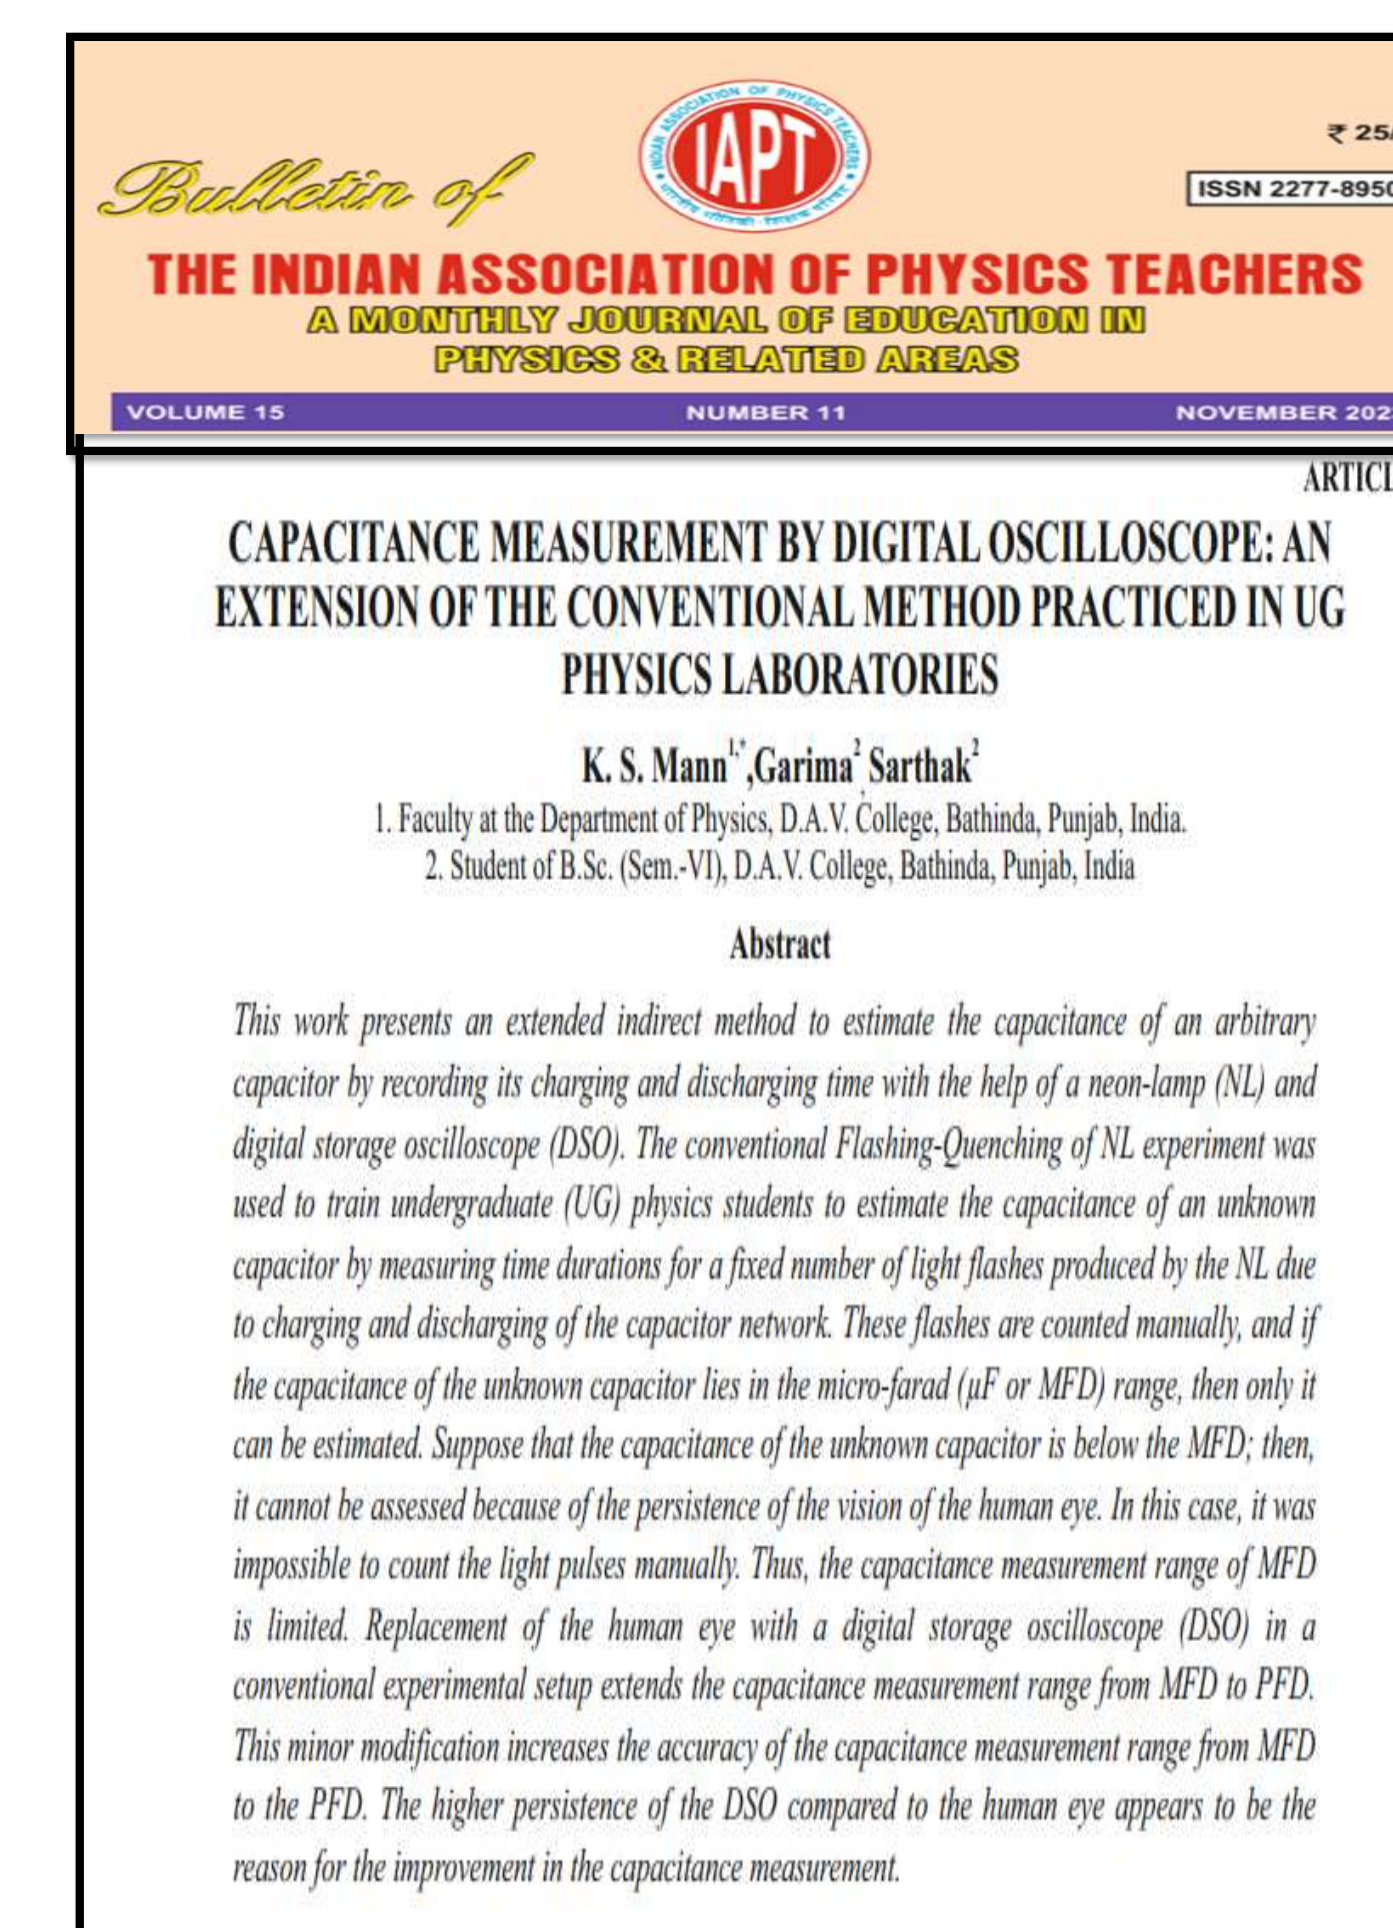 INDIAN ASSOCIATION OF PHYSICS TEACHERS
IAPT
₹ 25/
Bulletin of
ISSN 2277-8950
THE INDIAN ASSOCIATION OF PHYSICS TEACHERS
A MONTHLY JOURNAL OF EDUCATION IN
PHYSICS & RELATED AREAS
VOLUME 15 NUMBER 11 NOVEMBER 202
ARTICL
CAPACITANCE MEASUREMENT BY DIGITAL OSCILLOSCOPE: AN
EXTENSION OF THE CONVENTIONAL METHOD PRACTICED IN UG
PHYSICS LABORATORIES
K. S. Mann1,*,Garima2, Sarthak2
1. Faculty at the Department of Physics, D.A.V. College, Bathinda, Punjab, India.
2. Student of B.Sc. (Sem.-VI), D.A.V. College, Bathinda, Punjab, India
Abstract
This work presents an extended indirect method to estimate the capacitance of an arbitrary
capacitor by recording its charging and discharging time with the help of a neon-lamp (NL) and
digital storage oscilloscope (DSO). The conventional Flashing-Quenching of NL experiment was
used to train undergraduate (UG) physics students to estimate the capacitance of an unknown
capacitor by measuring time durations for a fixed number of light flashes produced by the NL due
to charging and discharging of the capacitor network. These flashes are counted manually, and if
the capacitance of the unknown capacitor lies in the micro-farad (μF or MFD) range, then only it
can be estimated. Suppose that the capacitance of the unknown capacitor is below the MFD; then,
it cannot be assessed because of the persistence of the vision of the human eye. In this case, it was
impossible to count the light pulses manually. Thus, the capacitance measurement range of MFD
is limited. Replacement of the human eye with a digital storage oscilloscope (DSO) in a
conventional experimental setup extends the capacitance measurement range from MFD to PFD.
This minor modification increases the accuracy of the capacitance measurement range from MFD
to the PFD. The higher persistence of the DSO compared to the human eye appears to be the
reason for the improvement in the capacitance measurement.